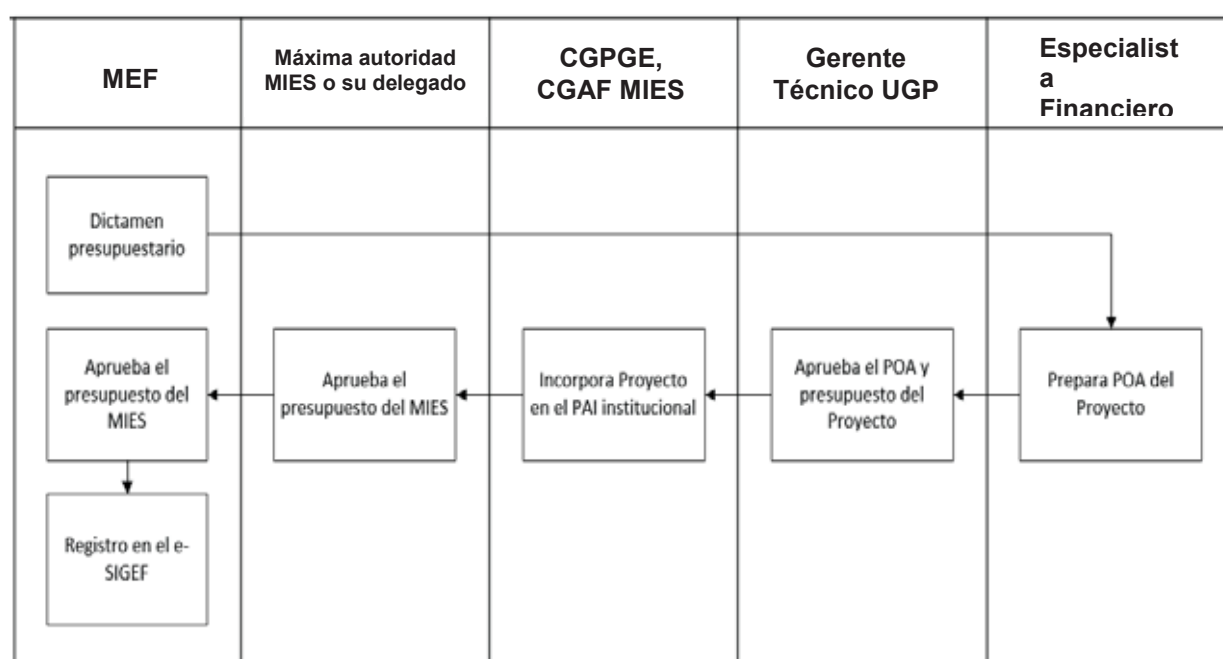 MEF
Máxima autoridad
MIES o su delegado
CGPGE,
CGAF MIES
Gerente
Técnico UGP
Especialist
a
Financiero
Dictamen
presupuestario
Aprueba el
presupuesto del
MIES
Aprueba el
presupuesto del MIES
Incorpora Proyecto
en el PAI institucional
Aprueba el POA y
presupuesto del
Proyecto
Prepara POA del
Proyecto
Registro en el e-
SIGEF